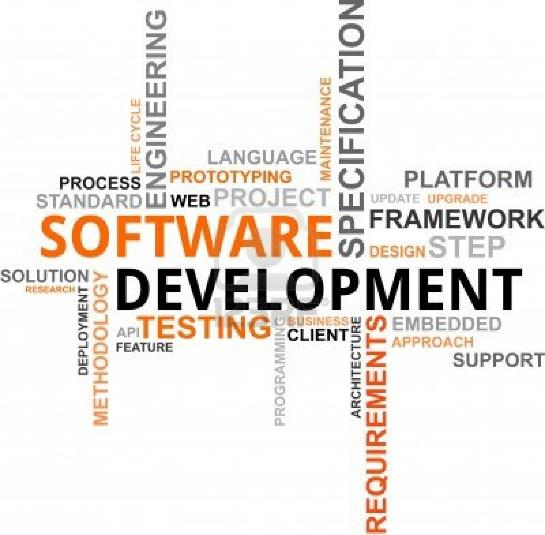 ENGINEERING
SPECIFICATION
LIFE CYCLE
MAINTENANCE
LANGUAGE
PROTOTYPING
PROCESS
PLATFORM
STANDARD
WEB
PROJECT
UPDATE
UPGRADE
FRAMEWORK
SOFTWARE
DESIGN
STEP
SOLUTION
RESEARCH
DEVELOPMENT
DEPLOYMENT
METHODOLOGY
API
TESTING
FEATURE
PROGRAMMING
BUSINESS
CLIENT
ARCHITECTURE
REQUIREMENTS
EMBEDDED
APPROACH
SUPPORT